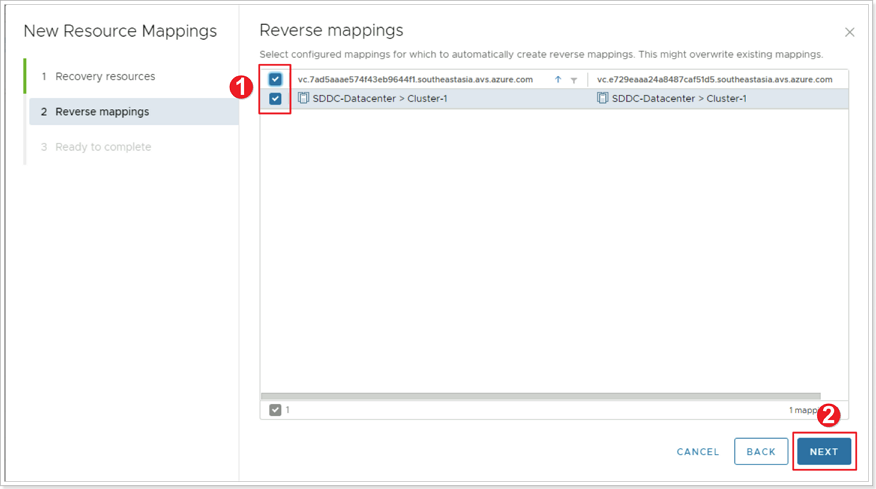 New Resource Mappings
1 Recovery resources
2 Reverse mappings
3 Ready to complete
Reverse mappings
Select configured mappings for which to automatically create reverse mappings. This might overwrite existing mappings.
1
vc.7ad5aaae574f43eb9644f1.southeastasia.avs.azure.com vc.e729eaaa24a8487caf51d5.southeastasia.avs.azure.com
SDDC-Datacenter > Cluster-1 SDDC-Datacenter > Cluster-1
1 1
2
CANCEL BACK NEXT